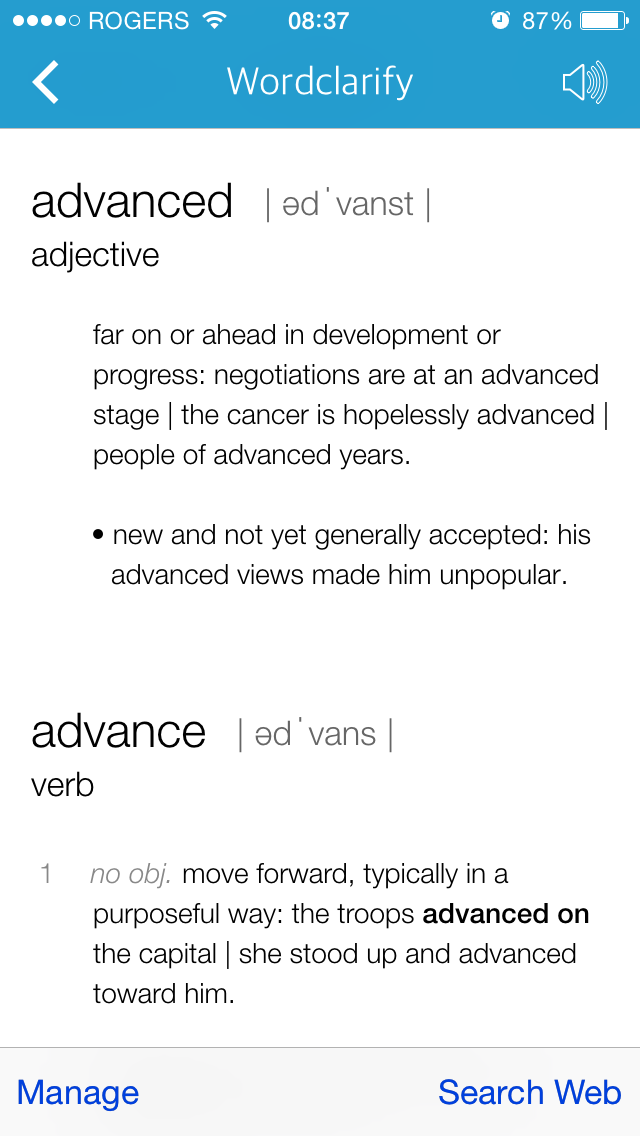 ROGERS 08:37 87%
Wordclarify
advanced | ədˈvanst |
adjective
far on or ahead in development or
progress: negotiations are at an advanced
stage | the cancer is hopelessly advanced |
people of advanced years.
• new and not yet generally accepted: his
advanced views made him unpopular.
advance | ədˈvans |
verb
1 no obj. move forward, typically in a
purposeful way: the troops advanced on
the capital | she stood up and advanced
toward him.
Manage Search Web